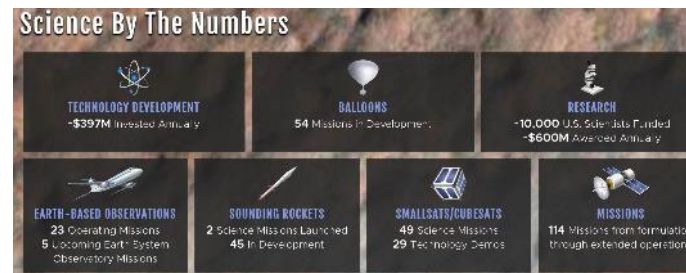 Science By The Numbers
TECHNOLOGY DEVELOPMENT
~$397M Invested Annually
BALLOONS
54 Missions in Development
RESEARCH
~10,000 U.S. Scientists Funded
~$600M Awarded Annually
EARTH-BASED OBSERVATIONS
23 Operating Missions
5 Upcoming Earth System
Observatory Missions
SOUNDING ROCKETS
2 Science Missions Launched
45 In Development
SMALLSATS/CUBESATS
49 Science Missions
29 Technology Demos
MISSIONS
114 Missions from formulatio
through extended operation